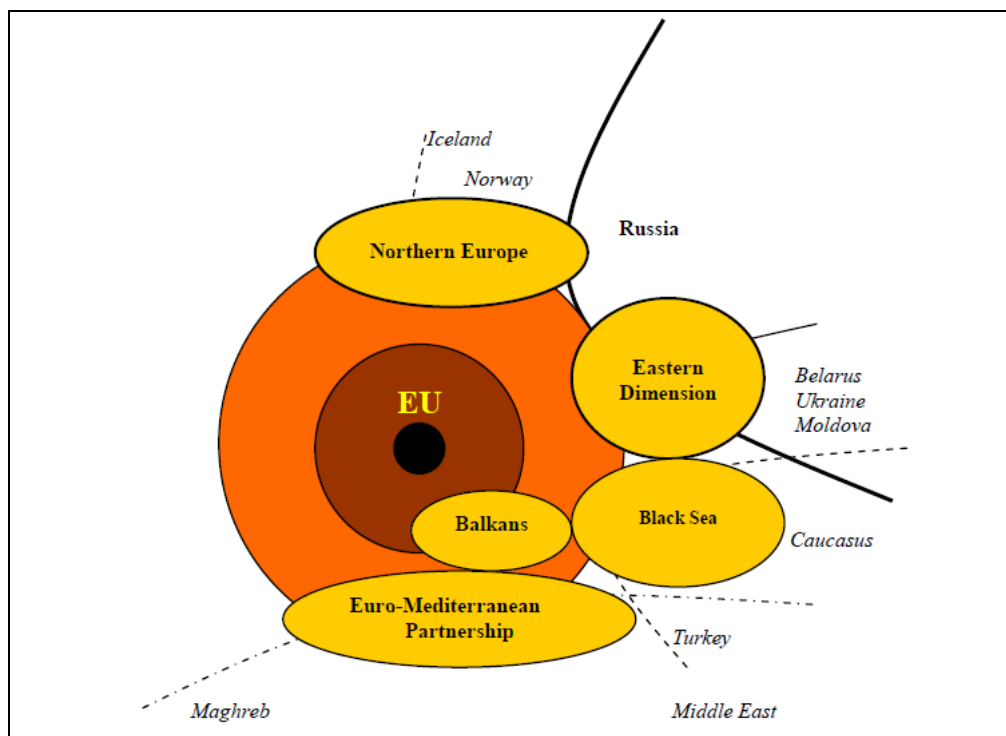 Iceland
Norway
Russia
Northern Europe
Eastern
Dimension
Belarus
Ukraine
Moldova
EU
Black Sea
Balkans
Caucasus
Euro-Mediterranean
Partnership
Turkey
Maghreb
Middle East